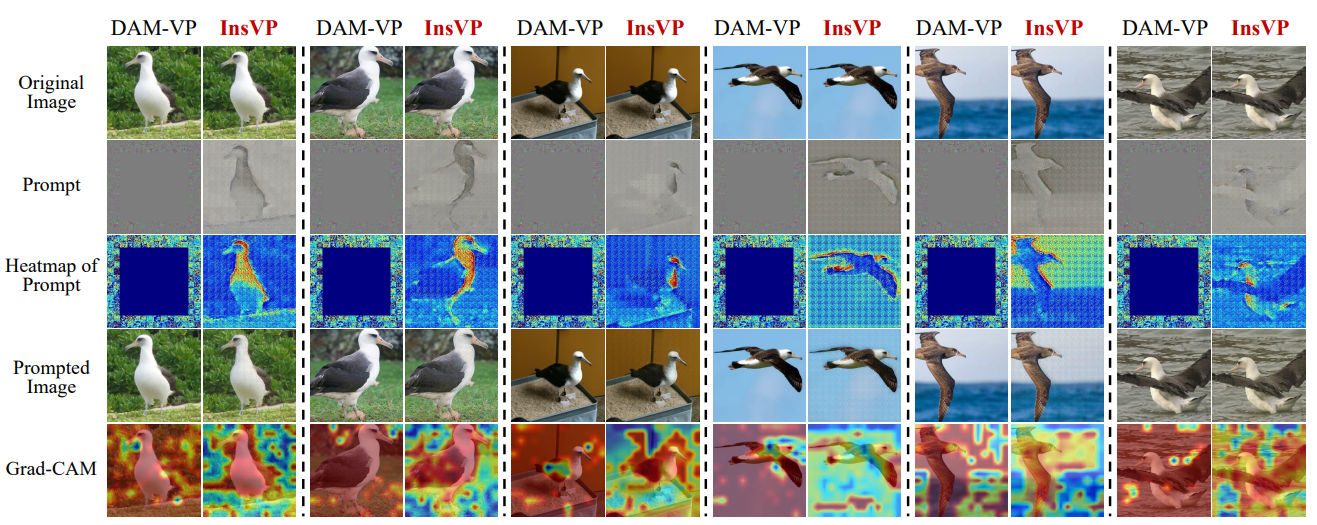 DAM-VP InsVP DAM-VP InsVP DAM-VP InsVP DAM-VP InsVP DAM-VP InsVP DAM-VP InsVP
Original
Image
Prompt
Heatmap of
Prompt
Prompted
Image
Grad-CAM